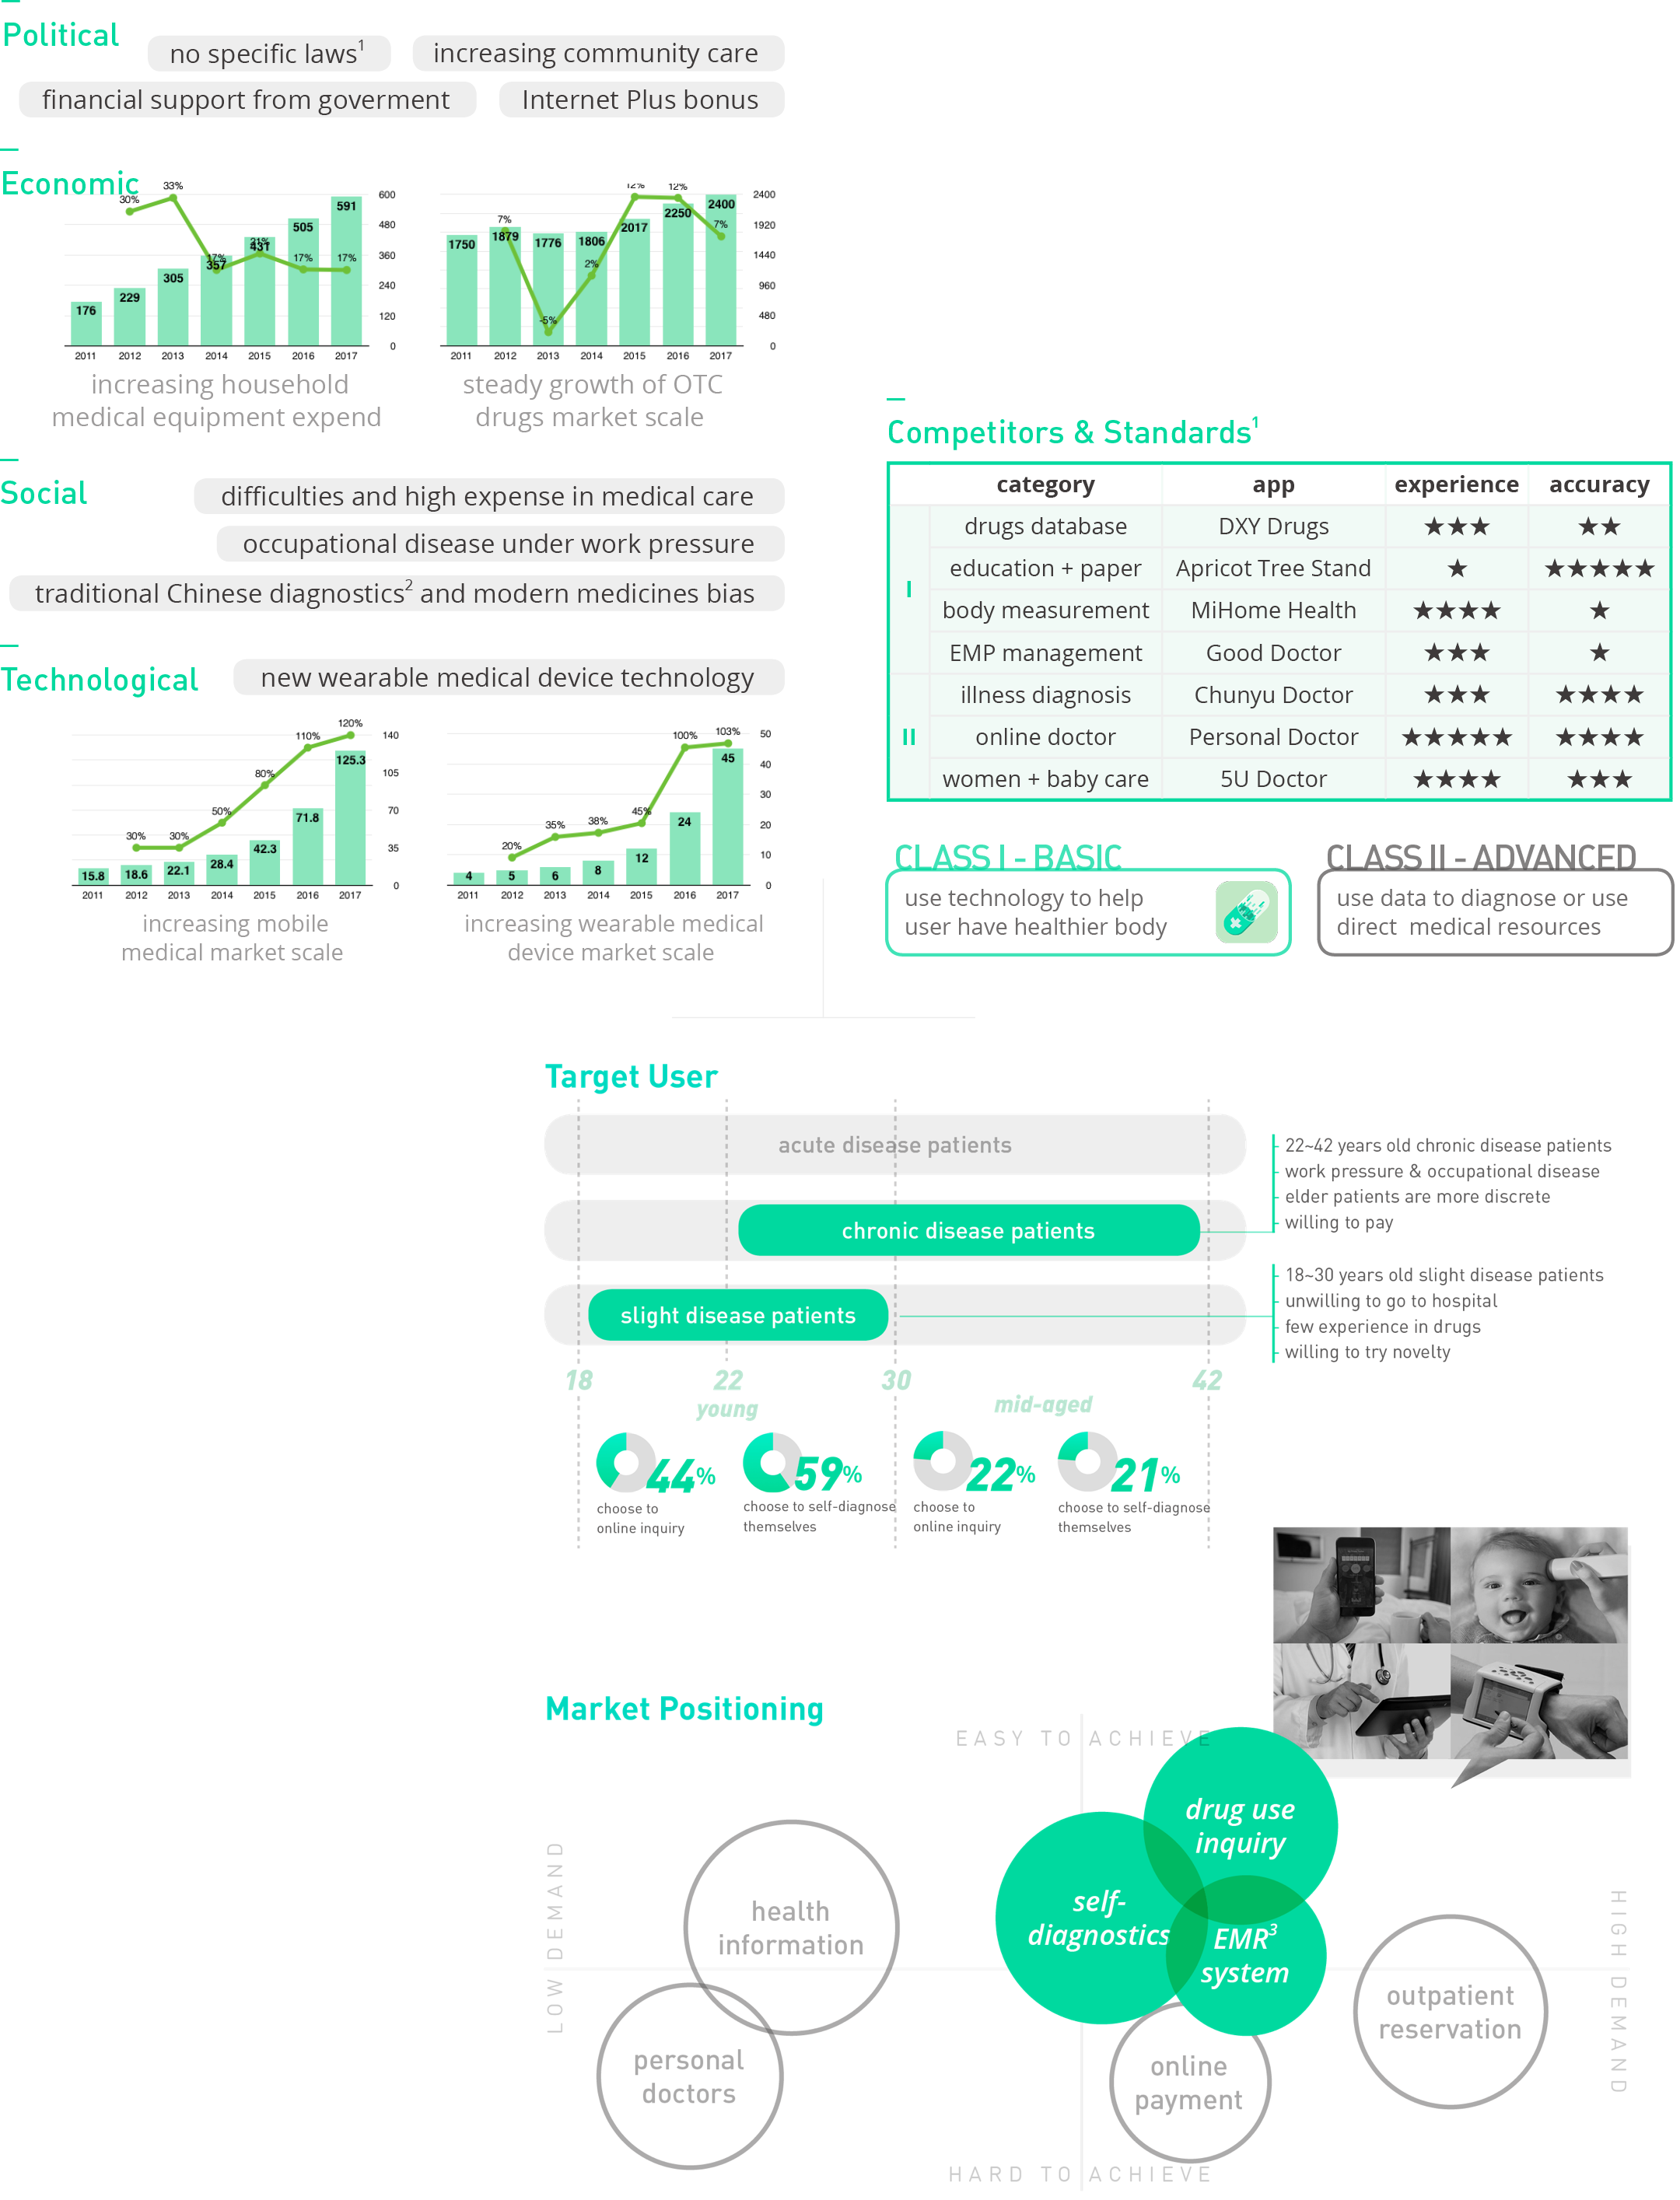 Political
no specific laws1
increasing community care
financial support from goverment
Internet Plus bonus
Economic
30%
33%
17%
21%
17%
17%
176
229
305
357
431
505
591
600
480
360
240
120
0
2011 2012 2013 2014 2015 2016 2017
increasing household
medical equipment expend
7%
-5%
2%
12%
12%
7%
1750
1879
1776
1806
2017
2250
2400
2400
1920
1440
960
480
0
2011 2012 2013 2014 2015 2016 2017
steady growth of OTC
drugs market scale
Social
difficulties and high expense in medical care
occupational disease under work pressure
traditional Chinese diagnostics2 and modern medicines bias
Technological
new wearable medical device technology
30%
30%
50%
80%
110%
120%
15.8
18.6
22.1
28.4
42.3
71.8
125.3
140
105
70
35
0
2011 2012 2013 2014 2015 2016 2017
increasing mobile
medical market scale
20%
35%
38%
45%
100%
103%
4
5
6
8
12
24
45
50
40
30
20
10
0
2011 2012 2013 2014 2015 2016 2017
increasing wearable medical
device market scale
Competitors & Standards1
category app experience accuracy
I
drugs database DXY Drugs ★★★ ★★
education + paper Apricot Tree Stand ★ ★★★★★
body measurement MiHome Health ★★★★ ★
EMP management Good Doctor ★★★ ★
II
illness diagnosis Chunyu Doctor ★★★ ★★★★
online doctor Personal Doctor ★★★★★ ★★★★
women + baby care 5U Doctor ★★★★ ★★★
CLASS I - BASIC
use technology to help
user have healthier body
CLASS II - ADVANCED
use data to diagnose or use
direct medical resources
Target User
acute disease patients
chronic disease patients
slight disease patients
22~42 years old chronic disease patients
work pressure & occupational disease
elder patients are more discrete
willing to pay
18~30 years old slight disease patients
unwilling to go to hospital
few experience in drugs
willing to try novelty
18 22 30 42
young
mid-aged
44%
choose to
online inquiry
59%
choose to self-diagnose
themselves
22%
choose to
online inquiry
21%
choose to self-diagnose
themselves
Market Positioning
EASY TO ACHIEVE
LOW DEMAND
HIGH DEMAND
drug use
inquiry
self-
diagnostics
EMR3
system
health
information
personal
doctors
online
payment
outpatient
reservation
HARD TO ACHIEVE